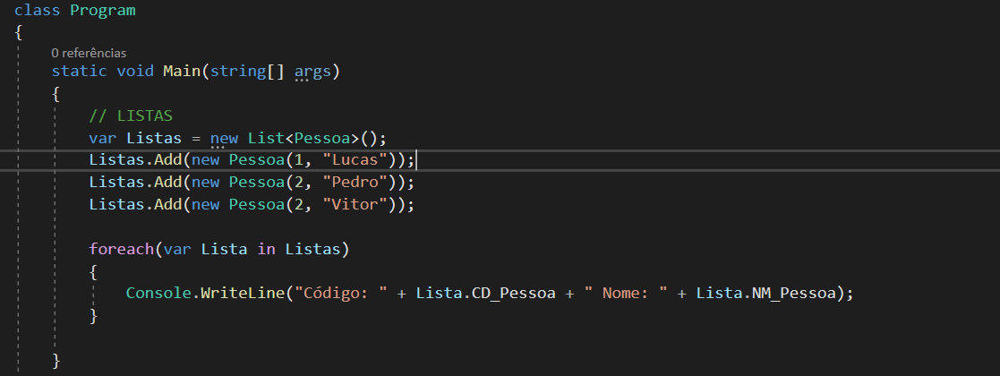 class Program
{
0 referências
static void Main(string[] args)
{
// LISTAS
var Listas = new List<Pessoa>();
Listas.Add(new Pessoa(1, "Lucas"));
Listas.Add(new Pessoa(2, "Pedro"));
Listas.Add(new Pessoa(2, "Vitor"));
foreach(var Lista in Listas)
{
Console.WriteLine("Código: " + Lista.CD_Pessoa + " Nome: " + Lista.NM_Pessoa);
}
}